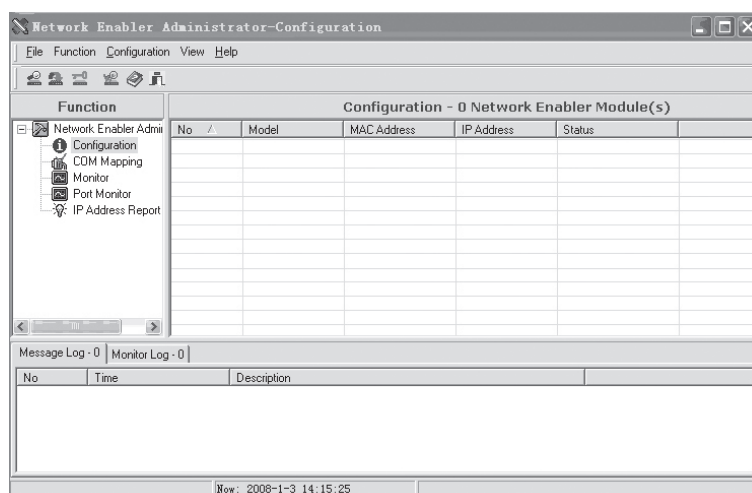 Network Enabler Administrator-Configuration
File Function Configuration View Help
Function
Configuration - 0 Network Enabler Module(s)
Network Enabler Admi
Configuration
COM Mapping
Monitor
Port Monitor
IP Address Report
No Model MAC Address IP Address Status
Message Log - 0 Monitor Log - 0
No Time Description
Now: 2008-1-3 14:15:25